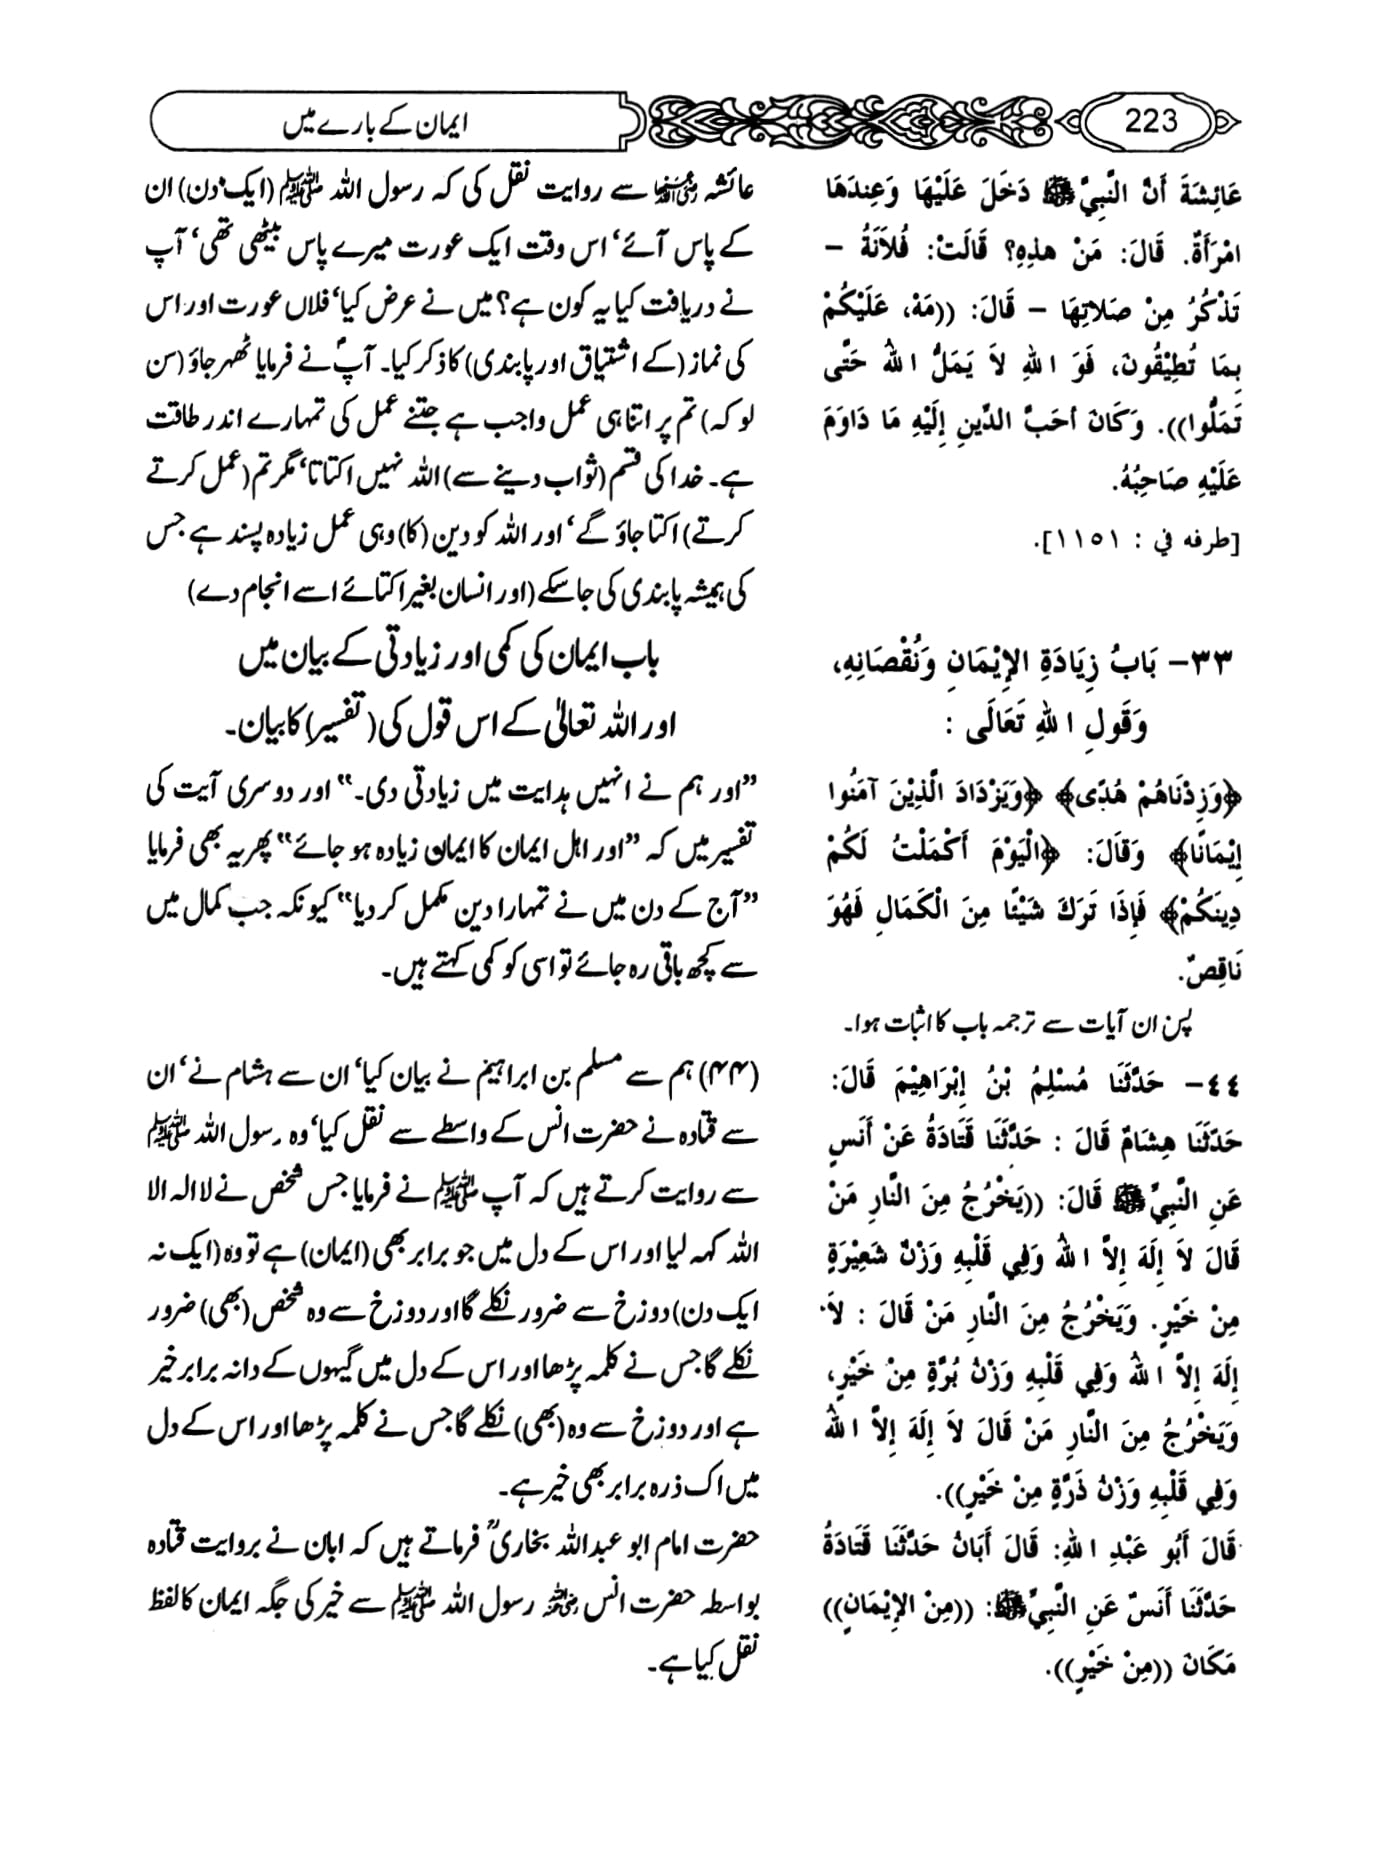 223
ایمان کے بارے میں
عَائِشَةَ أَنَّ النَّبِيَّ ﷺ دَخَلَ عَلَيْهَا وَعِندَهَا
امْرَأَةٌ. قَالَ: مَنْ هذِهِ؟ قَالَتْ: فُلاَنَةُ –
تَذْكُرُ مِنْ صَلاتِهَا – قَالَ: ((مَهْ، عَلَيْكُمْ
بِمَا تُطِيْقُونَ، فَوَ اللهِ لاَ يَمَلُّ اللهُ حَتَّى
تَمَلُّوا)). وَكَانَ أَحَبَّ الدِّينِ إِلَيْهِ مَا دَاوَمَ
عَلَيْهِ صَاحِبُهُ.
[طرفه في : ١١٥١].
٣٣– بَابُ زِيَادَةِ الإِيْمَانِ وَنُقْصَانِهِ،
وَقَولِ اللهِ تَعَالَى :
﴿وَزِدْنَاهُمْ هُدًى﴾ ﴿وَيَزْدَادَ الَّذِيْنَ آمَنُوا
إِيْمَانًا﴾ وَقَالَ: ﴿الْيَوْمَ أَكْمَلْتُ لَكُمْ
دِينَكُمْ﴾ فَإِذَا تَرَكَ شَيْئًا مِنَ الْكَمَالِ فَهُوَ
نَاقِصٌ.
پس ان آیات سے ترجمہ باب کا اثبات ہوا۔
٤٤– حَدَّثَنَا مُسْلِمُ بْنُ إِبْرَاهِيْمَ قَالَ:
حَدَّثَنَا هِشَامٌ قَالَ : حَدَّثَنَا قَتَادَةُ عَنْ أَنَسٍ
عَنِ النَّبِيِّ ﷺ قَالَ: ((يَخْرُجُ مِنَ النَّارِ مَنْ
قَالَ لاَ إِلَهَ إِلاَّ اللهُ وَفِي قَلْبِهِ وَزْنُ شَعِيْرَةٍ
مِنْ خَيْرٍ. وَيَخْرُجُ مِنَ النَّارِ مَنْ قَالَ : لاَ
إِلَهَ إِلاَّ اللهُ وَفِي قَلْبِهِ وَزْنُ بُرَّةٍ مِنْ خَيْرٍ،
وَيَخْرُجُ مِنَ النَّارِ مَنْ قَالَ لاَ إِلَهَ إِلاَّ اللهُ
وَفِي قَلْبِهِ وَزْنُ ذَرَّةٍ مِنْ خَيْرٍ)).
قَالَ أَبُو عَبْدِ اللهِ: قَالَ أَبَانُ حَدَّثَنَا قَتَادَةُ
حَدَّثَنَا أَنَسٌ عَنِ النَّبِيِّ ﷺ: ((مِنْ الإِيْمَانِ))
مَكَانَ ((مِنْ خَيْرٍ)).
عائشہ رضی اللہ عنہا سے روایت نقل کی کہ رسول اللہ ﷺ (ایک دن) ان
کے پاس آئے‘ اس وقت ایک عورت میرے پاس بیٹھی تھی‘ آپ
نے دریافت کیا یہ کون ہے؟ میں نے عرض کیا‘ فلاں عورت اور اس
کی نماز (کے اشتیاق اور پابندی) کا ذکر کیا۔ آپؐ نے فرمایا ٹھہر جاؤ (سن
لو کہ) تم پر اتنا ہی عمل واجب ہے جتنے عمل کی تمہارے اندر طاقت
ہے۔ خدا کی قسم (ثواب دینے سے) اللہ نہیں اکتاتا‘ مگر تم (عمل کرتے
کرتے) اکتا جاؤ گے‘ اور اللہ کو دین (کا) وہی عمل زیادہ پسند ہے جس
کی ہمیشہ پابندی کی جا سکے (اور انسان بغیر اکتائے اسے انجام دے)
باب ایمان کی کمی اور زیادتی کے بیان میں
اور اللہ تعالیٰ کے اس قول کی (تفسیر) کا بیان۔
”اور ہم نے انہیں ہدایت میں زیادتی دی۔“ اور دوسری آیت کی
تفسیر میں کہ ”اور اہل ایمان کا ایمان زیادہ ہو جائے“ پھر یہ بھی فرمایا
”آج کے دن میں نے تمہارا دین مکمل کر دیا“ کیونکہ جب کمال میں
سے کچھ باقی رہ جائے تو اسی کو کمی کہتے ہیں۔
(۴۴) ہم سے مسلم بن ابراہیم نے بیان کیا‘ ان سے ہشام نے‘ ان
سے قتادہ نے حضرت انس کے واسطے سے نقل کیا‘ وہ رسول اللہ ﷺ
سے روایت کرتے ہیں کہ آپ ﷺ نے فرمایا جس شخص نے لا الہ الا
اللہ کہہ لیا اور اس کے دل میں جو برابر بھی (ایمان) ہے تو وہ (ایک نہ
ایک دن) دوزخ سے ضرور نکلے گا اور دوزخ سے وہ شخص (بھی) ضرور
نکلے گا جس نے کلمہ پڑھا اور اس کے دل میں گیہوں کے دانہ برابر خیر
ہے اور دوزخ سے وہ (بھی) نکلے گا جس نے کلمہ پڑھا اور اس کے دل
میں اک ذرہ برابر بھی خیر ہے۔
حضرت امام ابو عبداللہ بخاریؒ فرماتے ہیں کہ ابان نے بروایت قتادہ
بواسطہ حضرت انس رضی اللہ عنہ رسول اللہ ﷺ سے خیر کی جگہ ایمان کا لفظ
نقل کیا ہے۔